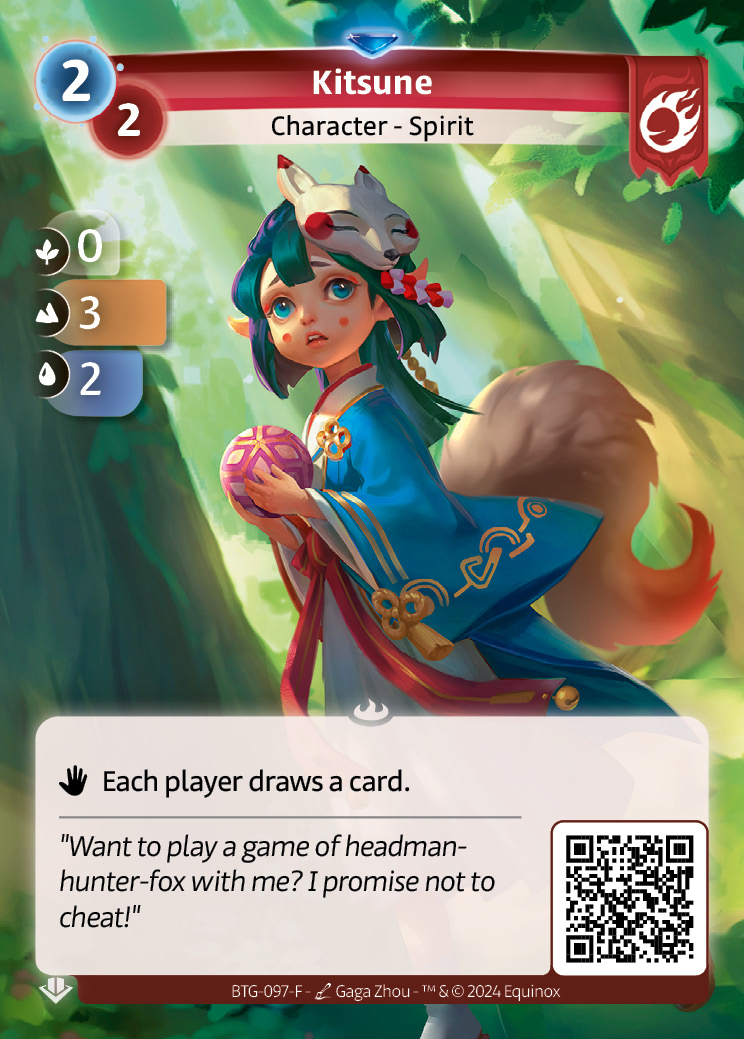 2
Kitsune
2
Character - Spirit
0
3
2
Each player draws a card.
"Want to play a game of headman-
hunter-fox with me? I promise not to
cheat!"
BTG-097-F - Gaga Zhou - ™ & © 2024 Equinox